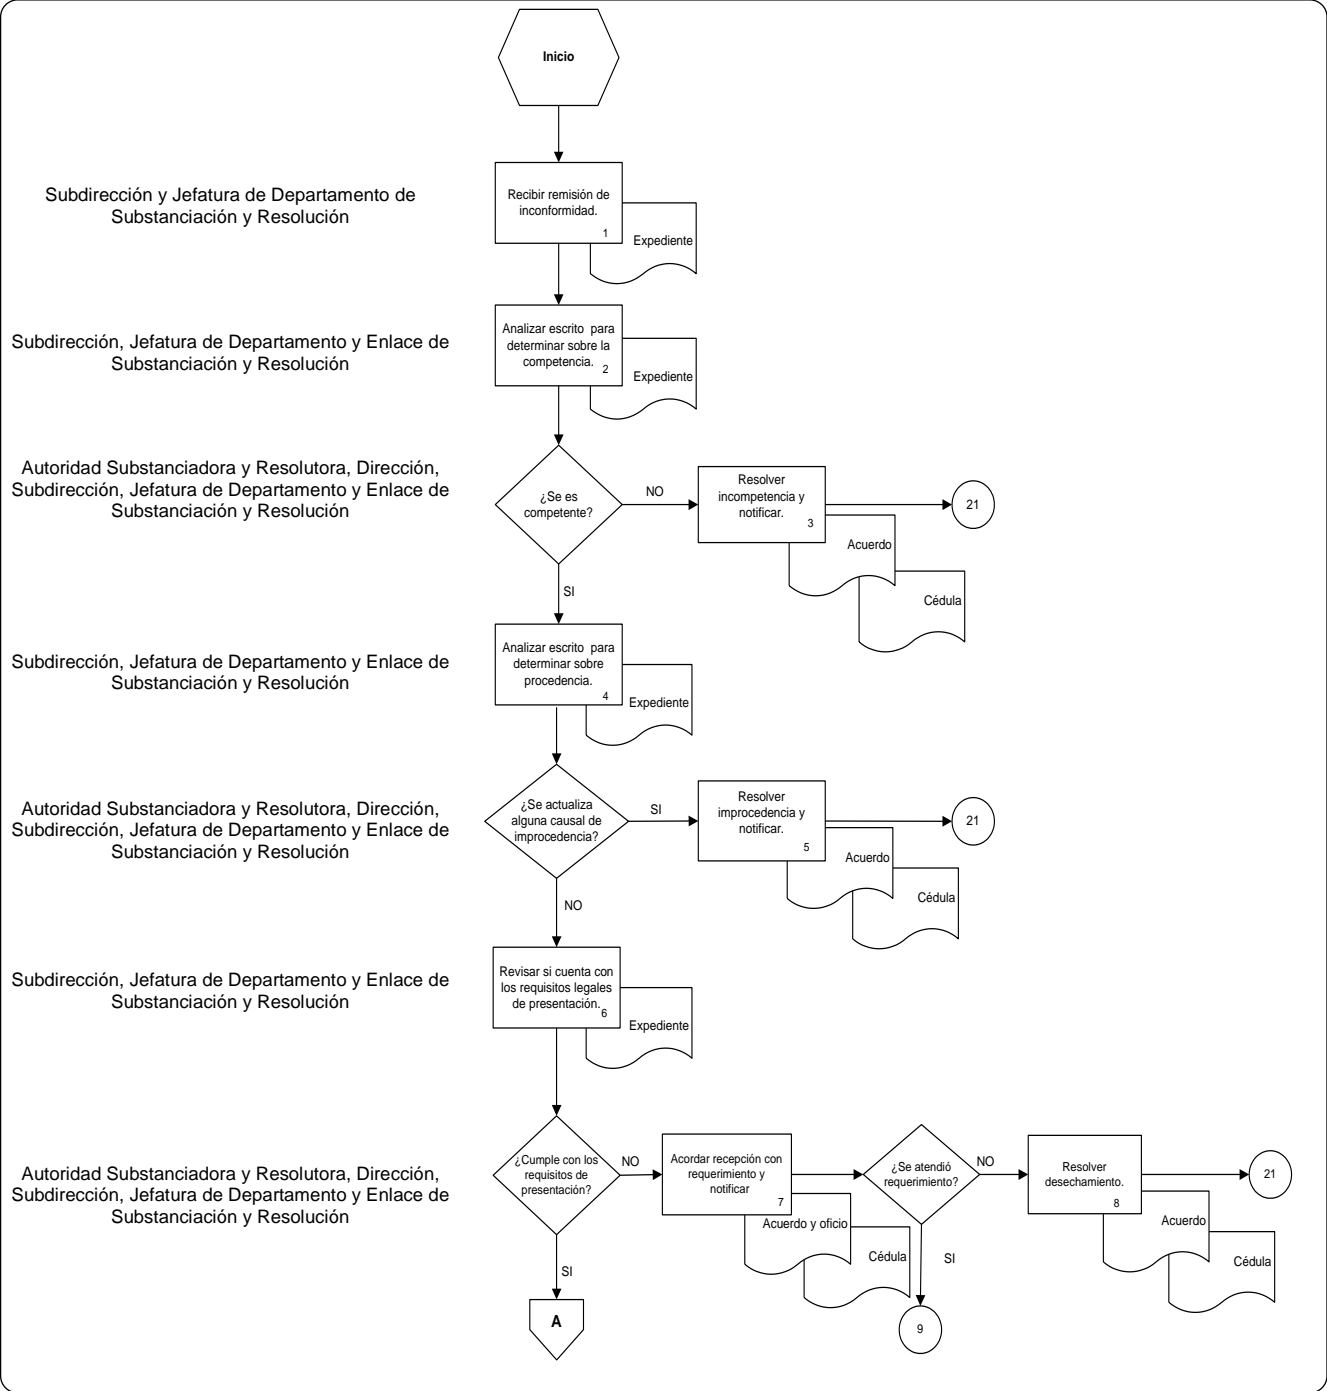 Inicio
Subdirección y Jefatura de Departamento de
Substanciación y Resolución
Recibir remisión de
inconformidad.
1
Expediente
Subdirección, Jefatura de Departamento y Enlace de
Substanciación y Resolución
Analizar escrito para
determinar sobre la
competencia.
2
Expediente
Autoridad Substanciadora y Resolutora, Dirección,
Subdirección, Jefatura de Departamento y Enlace de
Substanciación y Resolución
¿Se es
competente?
NO
Resolver
incompetencia y
notificar.
3
21
Acuerdo
Cédula
SI
Subdirección, Jefatura de Departamento y Enlace de
Substanciación y Resolución
Analizar escrito para
determinar sobre
procedencia.
4
Expediente
Autoridad Substanciadora y Resolutora, Dirección,
Subdirección, Jefatura de Departamento y Enlace de
Substanciación y Resolución
¿Se actualiza
alguna causal de
improcedencia?
SI
Resolver
improcedencia y
notificar.
5
21
Acuerdo
Cédula
NO
Subdirección, Jefatura de Departamento y Enlace de
Substanciación y Resolución
Revisar si cuenta con
los requisitos legales
de presentación.
6
Expediente
Autoridad Substanciadora y Resolutora, Dirección,
Subdirección, Jefatura de Departamento y Enlace de
Substanciación y Resolución
¿Cumple con los
requisitos de
presentación?
NO
Acordar recepción con
requerimiento y
notificar
7
Acuerdo y oficio
Cédula
¿Se atendió
requerimiento?
NO
Resolver
desechamiento.
8
21
Acuerdo
Cédula
SI
SI
A
9